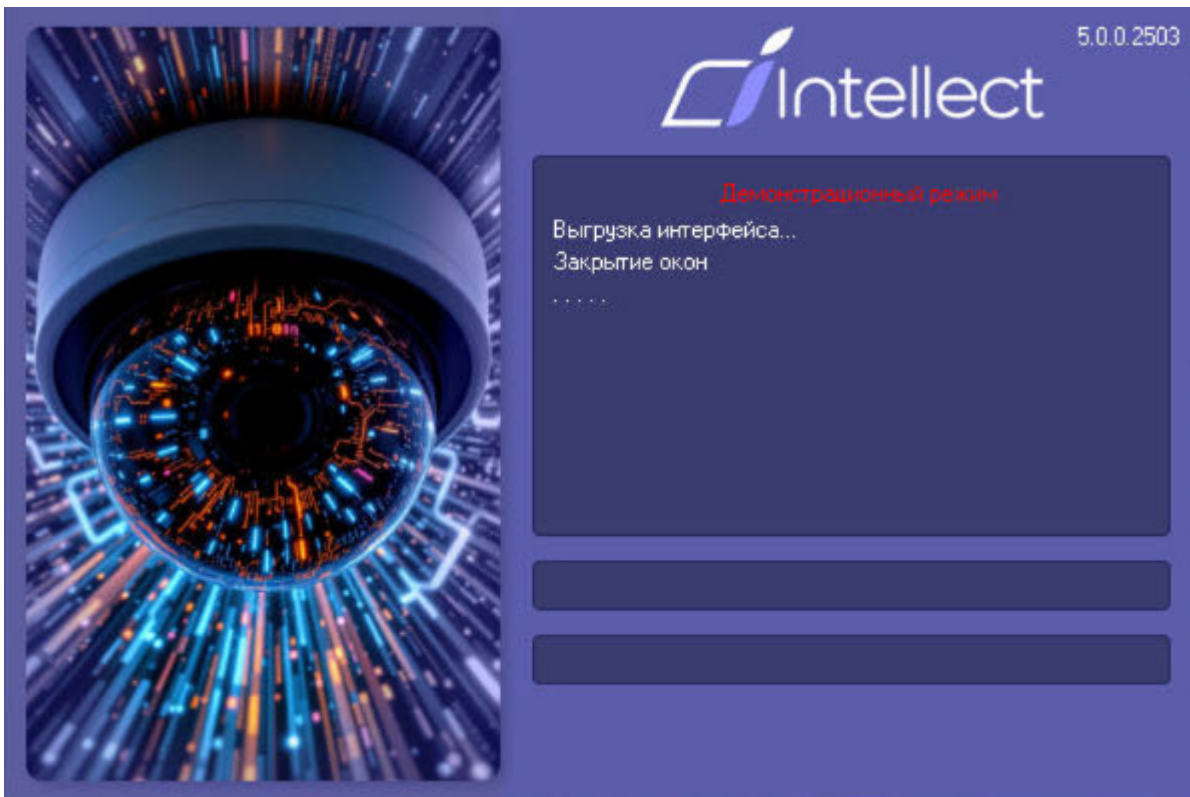 5.0.0.2503
Intellect
Демонстрационный режим
Выгрузка интерфейса...
Закрытие окон
. . . . .